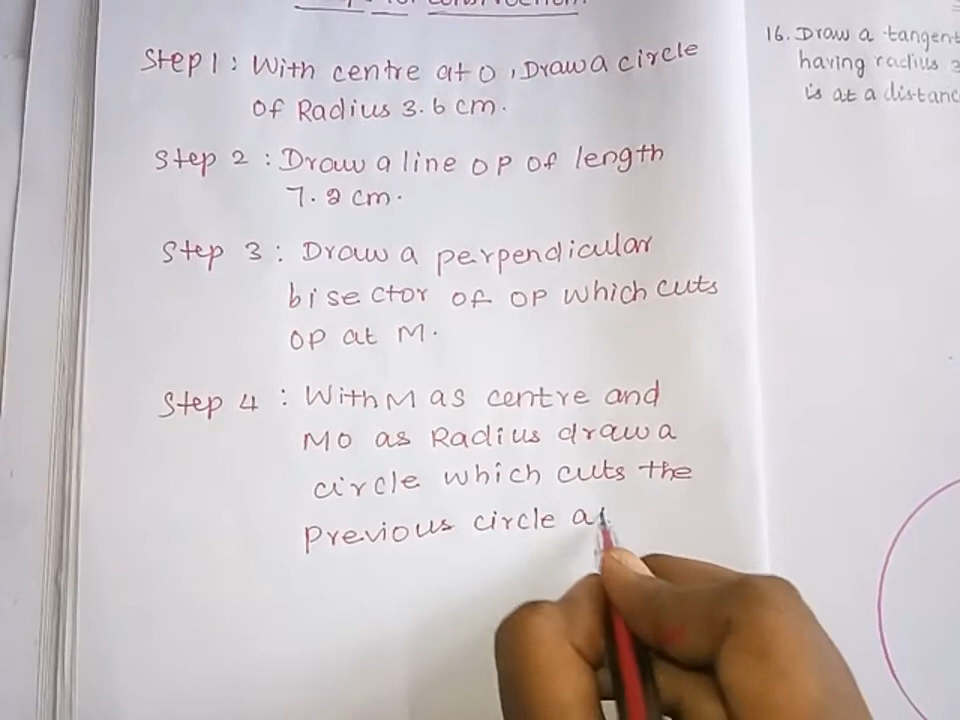 construction.
Step 1 : With centre at O, Draw a circle
of Radius 3.6 cm.
Step 2 : Draw a line OP of length
7.2 cm.
Step 3 : Draw a perpendicular
bisector of OP which cuts
OP at M.
Step 4 : With M as centre and
MO as Radius draw a
circle which cuts the
previous circle a
16. Draw a tangent
having radius 3
is at a distanc